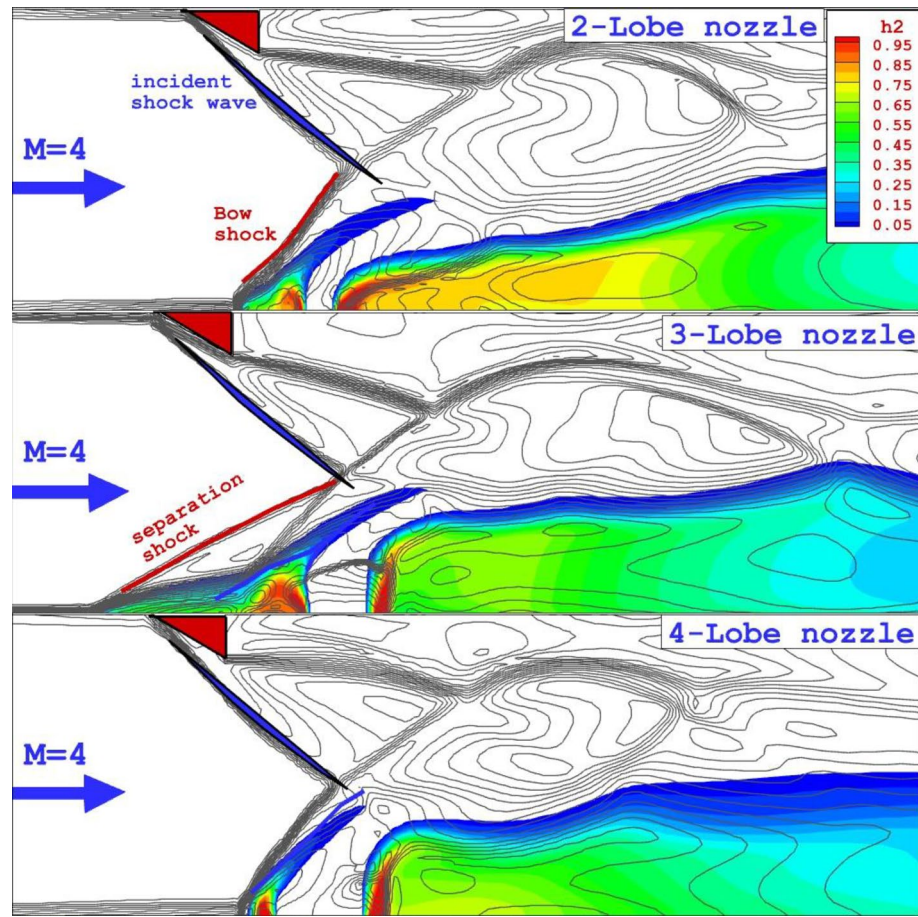 2-Lobe nozzle
h2
0.95
0.85
0.75
0.65
0.55
0.45
0.35
0.25
0.15
0.05
incident
shock wave
M=4
Bow
shock
3-Lobe nozzle
M=4
separation
shock
4-Lobe nozzle
M=4